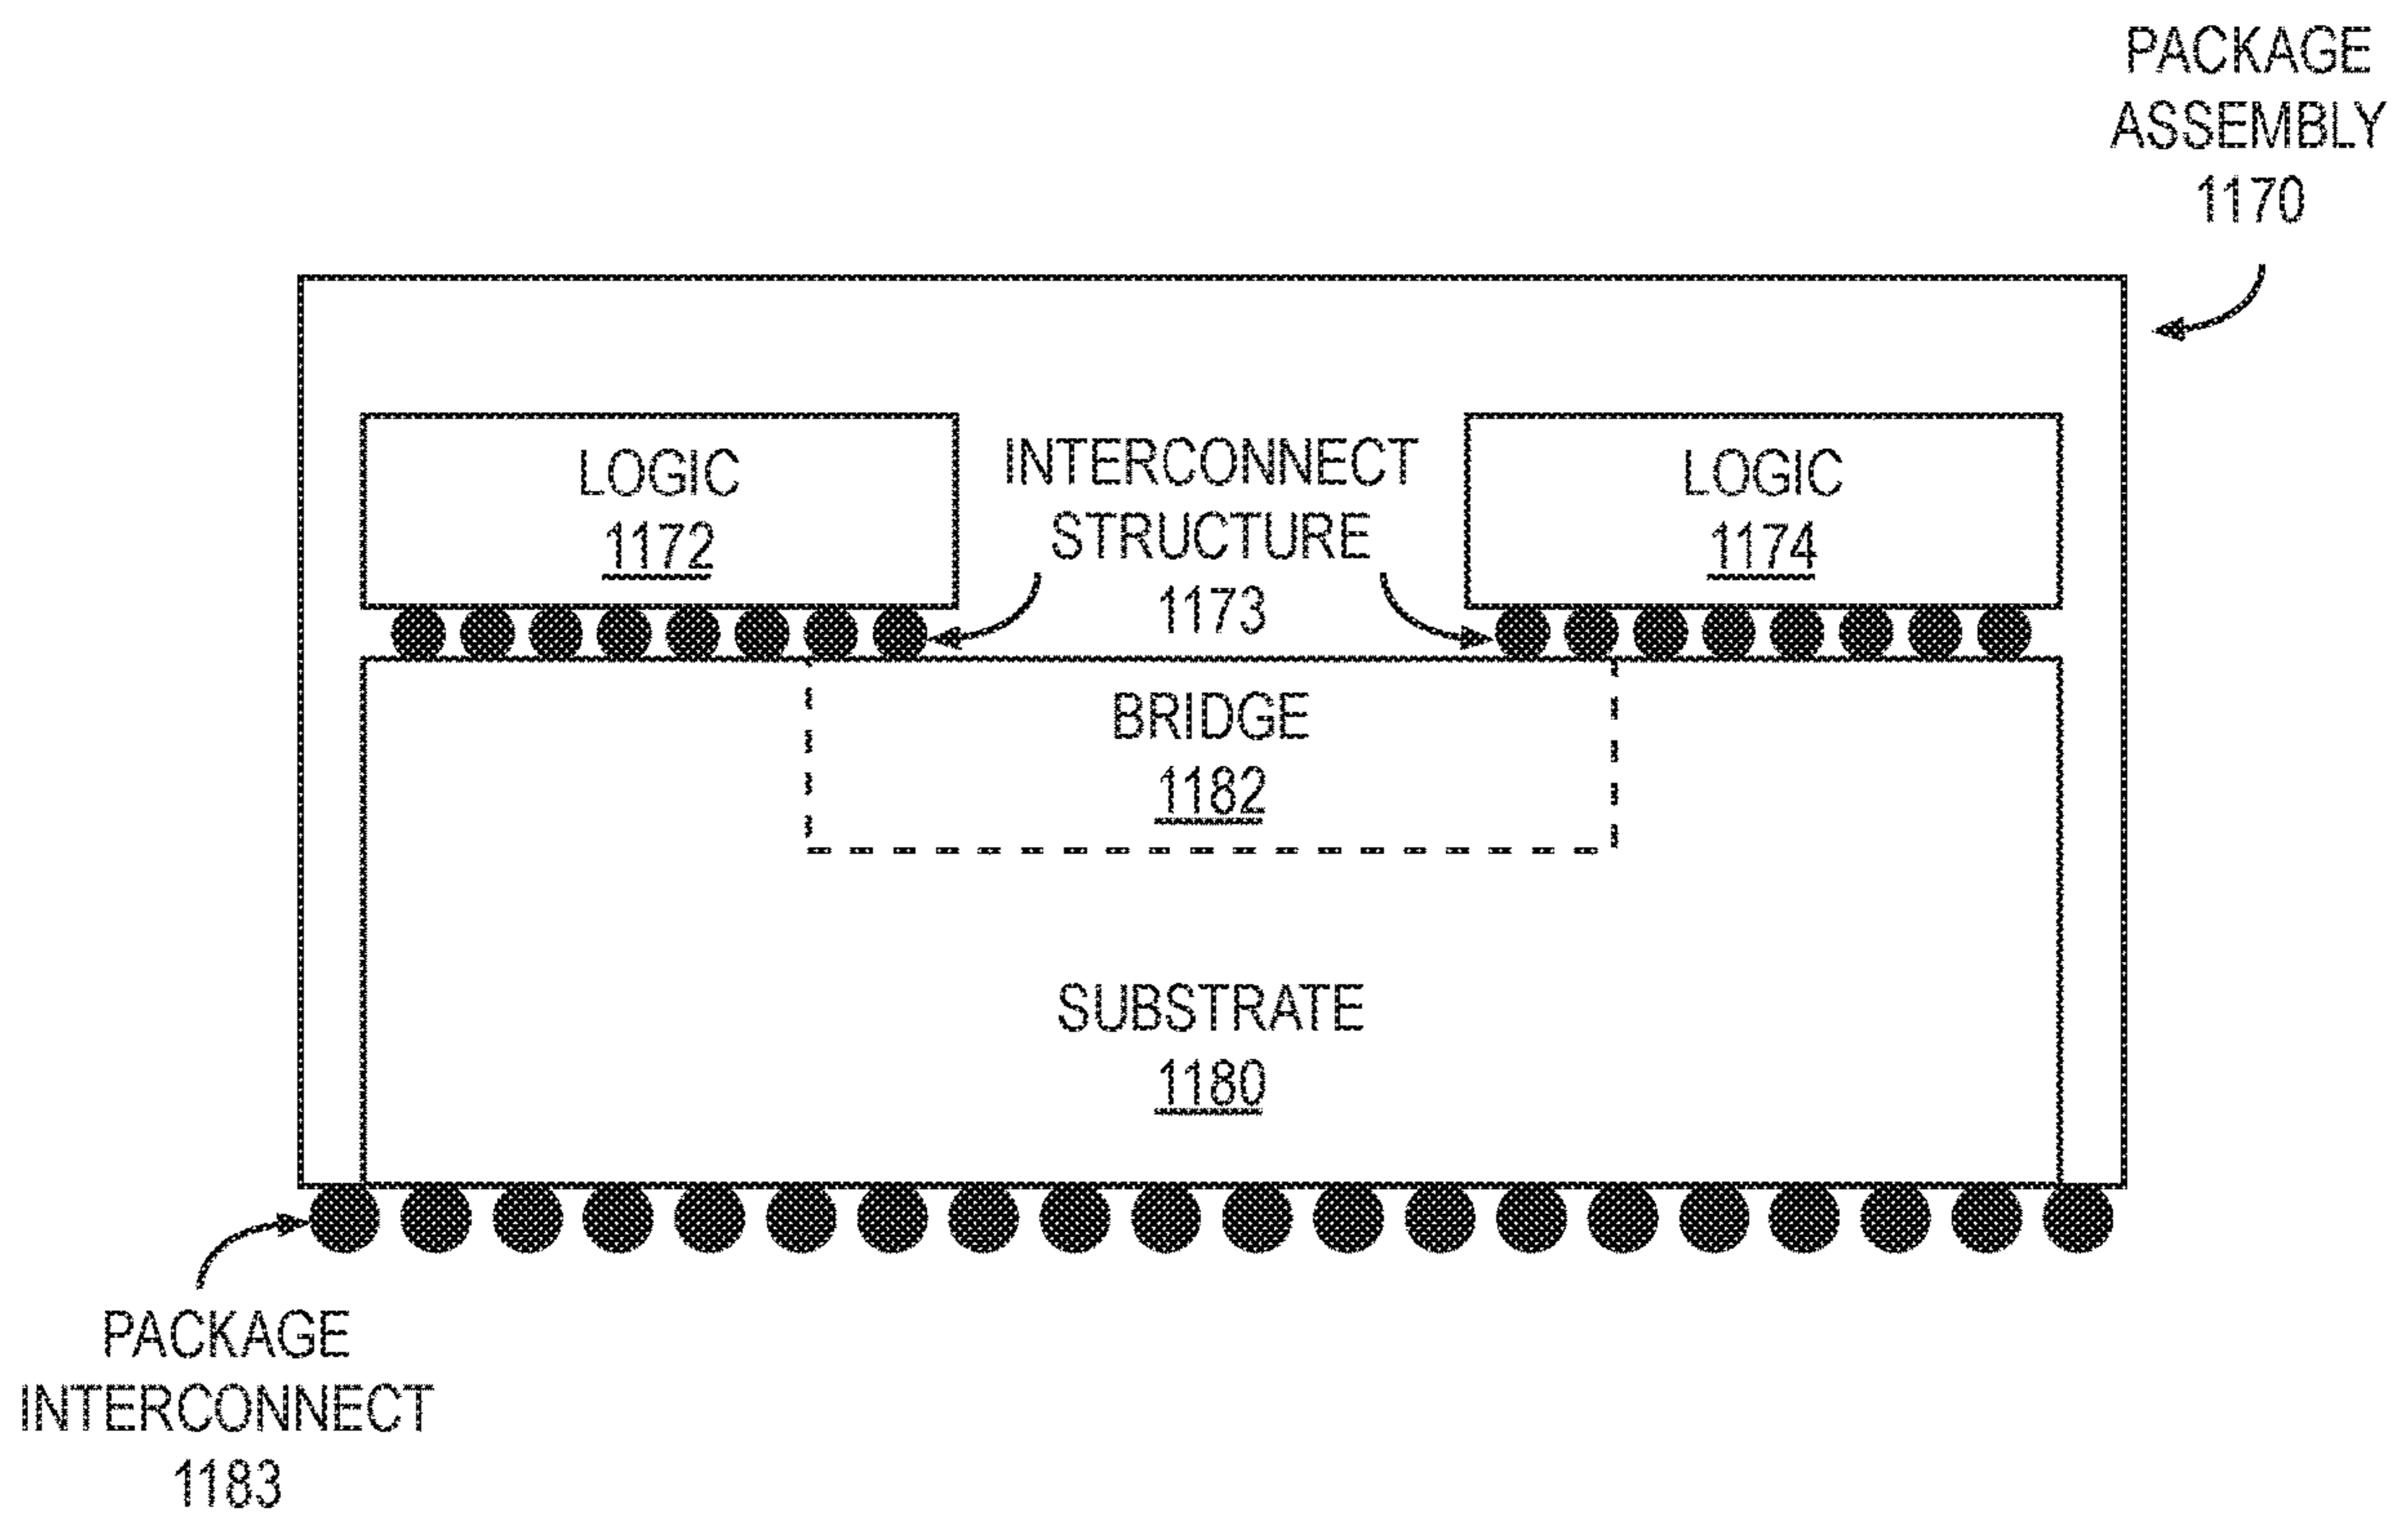 PACKAGE
ASSEMBLY
1170
LOGIC
1172
INTERCONNECT
STRUCTURE
1173
LOGIC
1174
BRIDGE
1182
SUBSTRATE
1180
PACKAGE
INTERCONNECT
1183